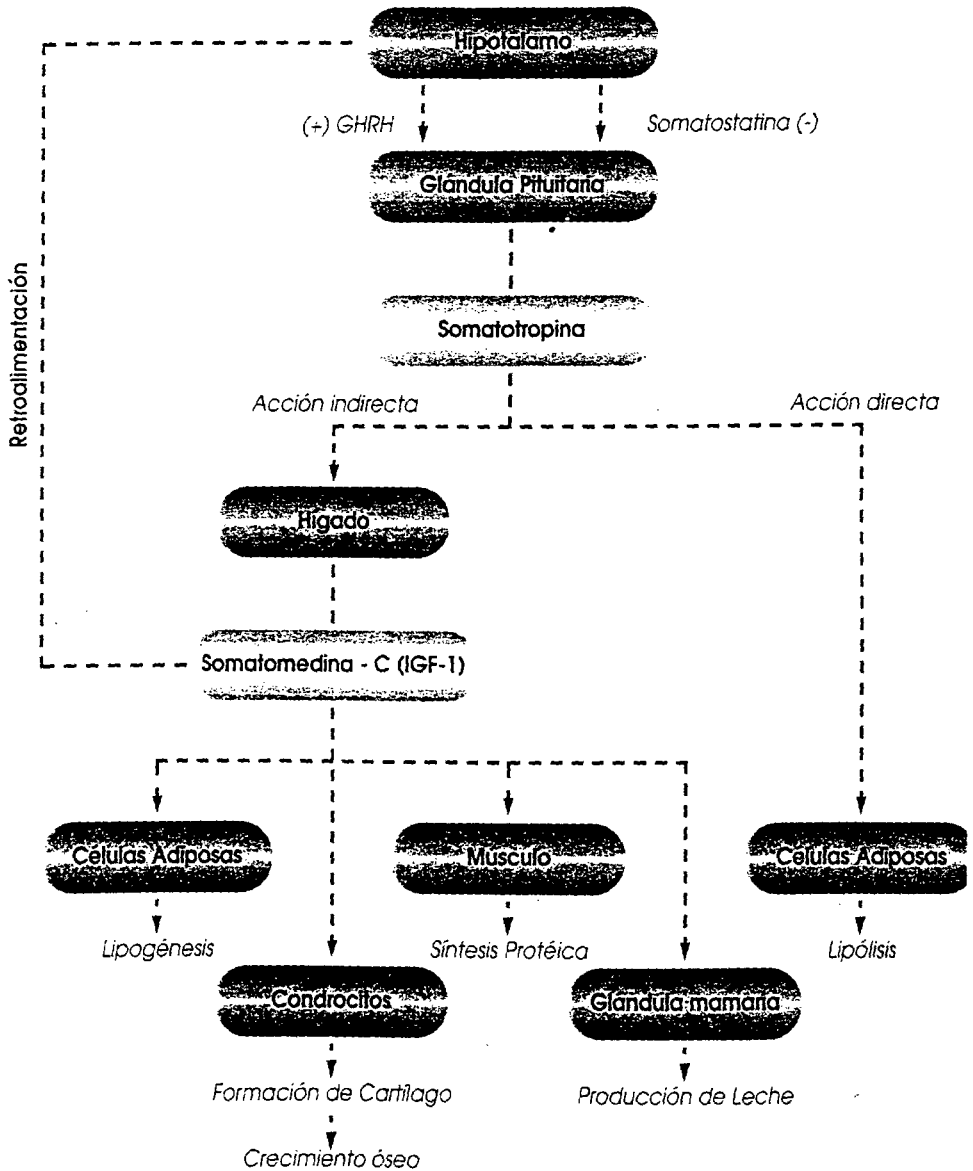 Hipotálamo
(+) GHRH
Somatostatina (-)
Glándula Pituitaria
Retroalimentación
Somatotropina
Acción indirecta
Acción directa
Hígado
Somatomedina - C (IGF-1)
Células Adiposas
Musculo
Células Adiposas
Lipogénesis
Síntesis Protéica
Lipólisis
Condrocitos
Glándula mamaria
Formación de Cartílago
Producción de Leche
Crecimiento óseo